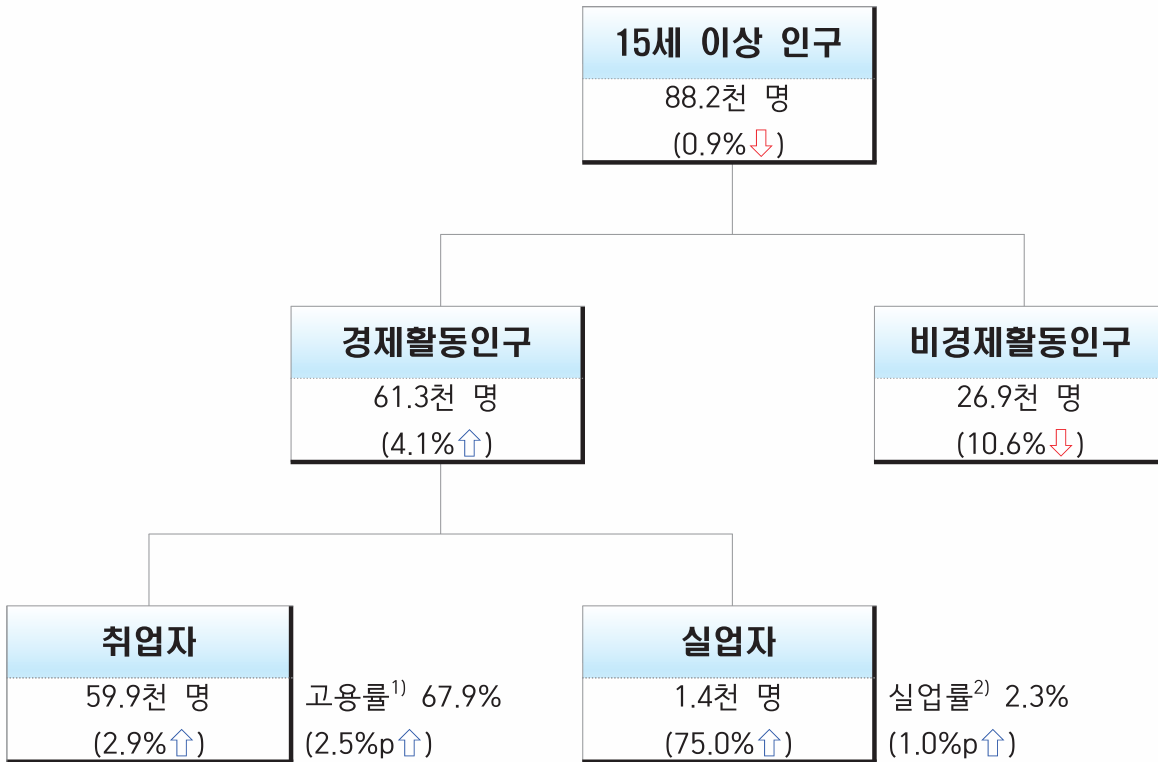 15세 이상 인구
88.2천 명
(0.9%⇩)
경제활동인구
61.3천 명
(4.1%⇧)
비경제활동인구
26.9천 명
(10.6%⇩)
취업자
59.9천 명
(2.9%⇧)
고용률1) 67.9%
(2.5%p⇧)
실업자
1.4천 명
(75.0%⇧)
실업률2) 2.3%
(1.0%p⇧)